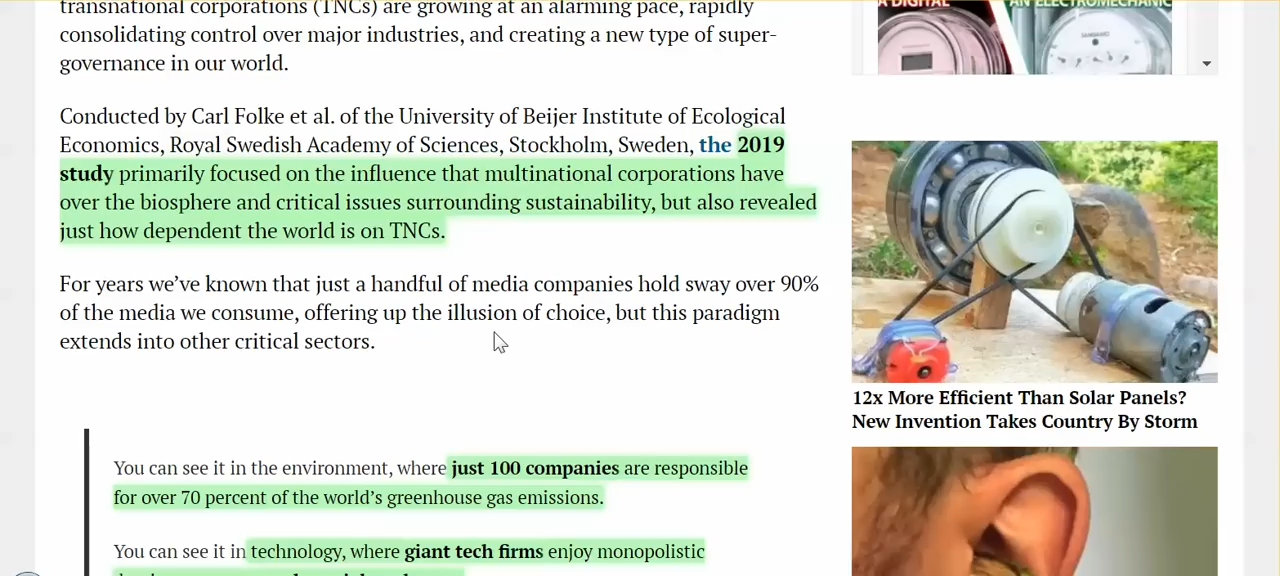 transnational corporations (TNCs) are growing at an alarming pace, rapidly
consolidating control over major industries, and creating a new type of super-
governance in our world.
Conducted by Carl Folke et al. of the University of Beijer Institute of Ecological
Economics, Royal Swedish Academy of Sciences, Stockholm, Sweden, the 2019
study primarily focused on the influence that multinational corporations have
over the biosphere and critical issues surrounding sustainability, but also revealed
just how dependent the world is on TNCs.
For years we’ve known that just a handful of media companies hold sway over 90%
of the media we consume, offering up the illusion of choice, but this paradigm
extends into other critical sectors.
You can see it in the environment, where just 100 companies are responsible
for over 70 percent of the world’s greenhouse gas emissions.
You can see it in technology, where giant tech firms enjoy monopolistic
A DIGITAL
AN ELECTROMECHANIC
12x More Efficient Than Solar Panels?
New Invention Takes Country By Storm